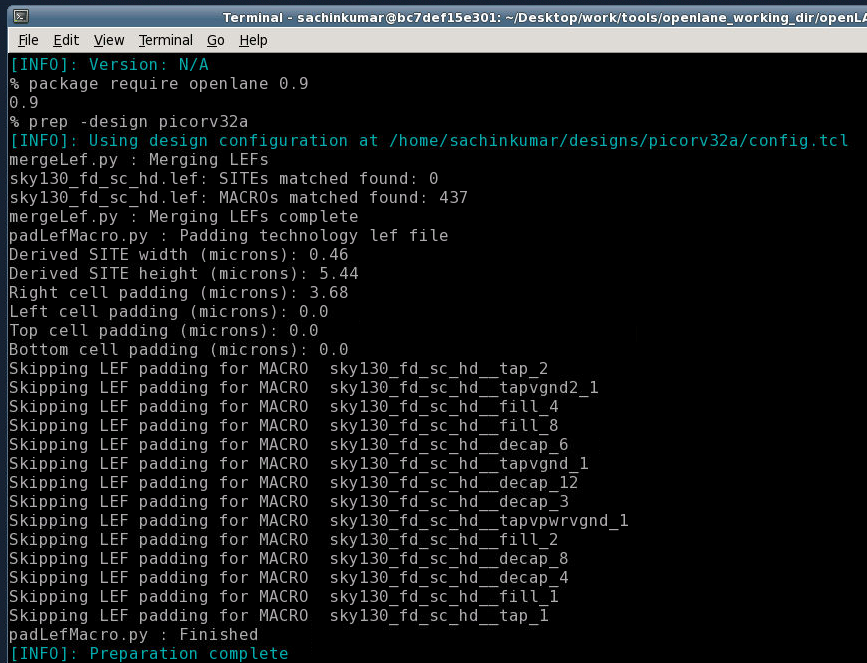 Terminal - sachinkumar@bc7def15e301: ~/Desktop/work/tools/openlane_working_dir/openLA
File Edit View Terminal Go Help
[INFO]: Version: N/A
% package require openlane 0.9
0.9
% prep -design picorv32a
[INFO]: Using design configuration at /home/sachinkumar/designs/picorv32a/config.tcl
mergeLef.py : Merging LEFs
sky130_fd_sc_hd.lef: SITEs matched found: 0
sky130_fd_sc_hd.lef: MACROs matched found: 437
mergeLef.py : Merging LEFs complete
padLefMacro.py : Padding technology lef file
Derived SITE width (microns): 0.46
Derived SITE height (microns): 5.44
Right cell padding (microns): 3.68
Left cell padding (microns): 0.0
Top cell padding (microns): 0.0
Bottom cell padding (microns): 0.0
Skipping LEF padding for MACRO  sky130_fd_sc_hd__tap_2
Skipping LEF padding for MACRO  sky130_fd_sc_hd__tapvgnd2_1
Skipping LEF padding for MACRO  sky130_fd_sc_hd__fill_4
Skipping LEF padding for MACRO  sky130_fd_sc_hd__fill_8
Skipping LEF padding for MACRO  sky130_fd_sc_hd__decap_6
Skipping LEF padding for MACRO  sky130_fd_sc_hd__tapvgnd_1
Skipping LEF padding for MACRO  sky130_fd_sc_hd__decap_12
Skipping LEF padding for MACRO  sky130_fd_sc_hd__decap_3
Skipping LEF padding for MACRO  sky130_fd_sc_hd__tapvpwrvgnd_1
Skipping LEF padding for MACRO  sky130_fd_sc_hd__fill_2
Skipping LEF padding for MACRO  sky130_fd_sc_hd__decap_8
Skipping LEF padding for MACRO  sky130_fd_sc_hd__decap_4
Skipping LEF padding for MACRO  sky130_fd_sc_hd__fill_1
Skipping LEF padding for MACRO  sky130_fd_sc_hd__tap_1
padLefMacro.py : Finished
[INFO]: Preparation complete